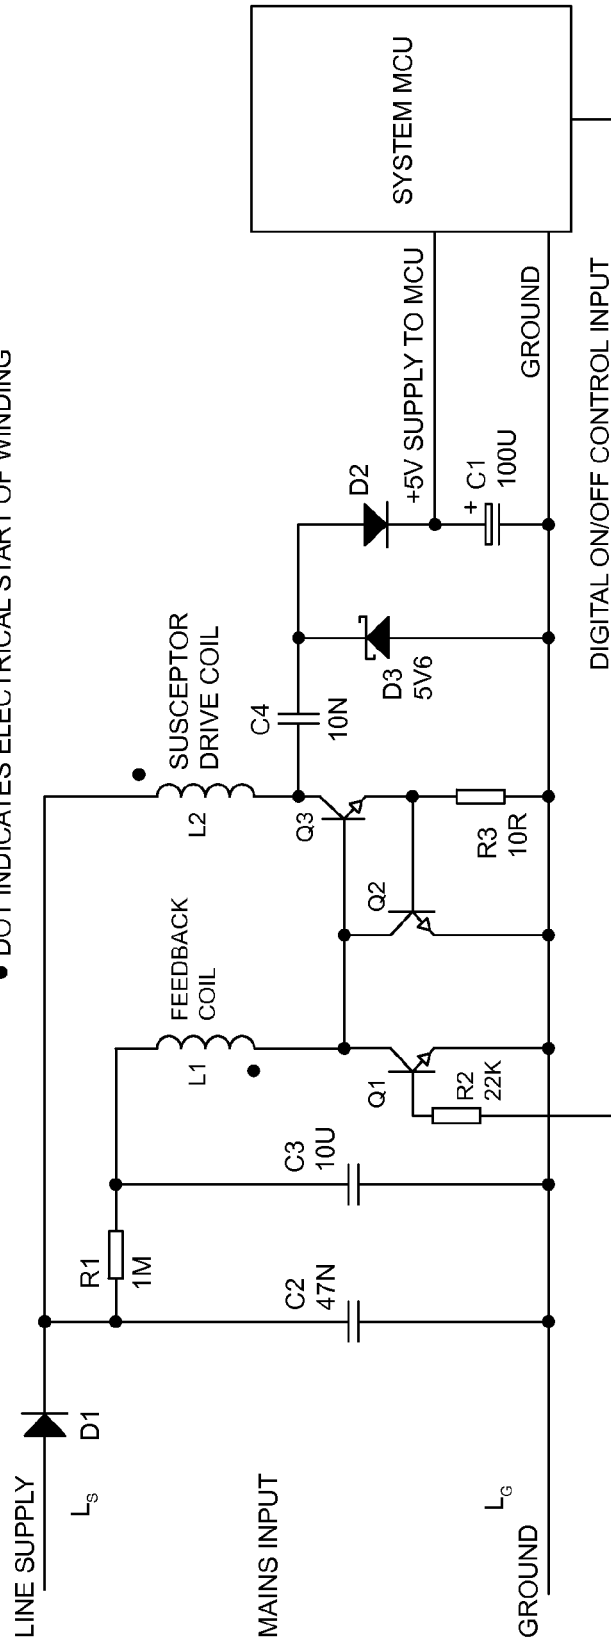 ● DOT INDICATES ELECTRICAL START OF WINDING
LINE SUPPLY
LS
D1
R1
1M
FEEDBACK
COIL
L1
SUSCEPTOR
DRIVE COIL
L2
MAINS INPUT
C2
47N
C3
10U
Q1
R2
22K
Q2
Q3
R3
10R
C4
10N
D3
5V6
D2
+5V SUPPLY TO MCU
+
C1
100U
SYSTEM MCU
LG
GROUND
GROUND
DIGITAL ON/OFF CONTROL INPUT